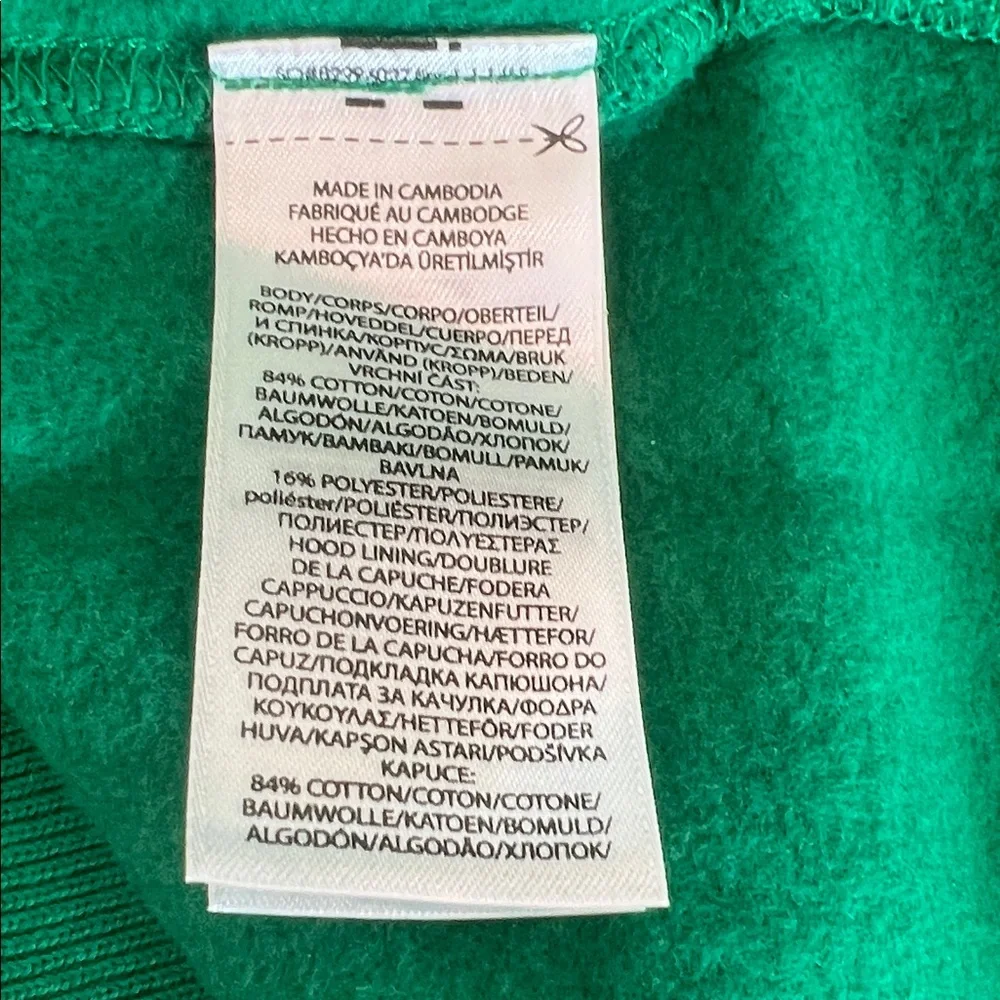 MADE IN CAMBODIA
FABRIQUÉ AU CAMBODGE
HECHO EN CAMBOYA
KAMBOÇYA'DA ÜRETİLMİŞTİR
BODY/CORPS/CORPO/OBERTEIL/
ROMP/HOVEDDEL/CUERPO/ПЕРЕД
И СПИНКА/КОРПУС/ΣΩΜΑ/BRUK
(KROPP)/ANVÄND (KROPP)/BEDEN/
VRCHNÍ ČÁST:
84% COTTON/COTON/COTONE/
BAUMWOLLE/KATOEN/BOMULD/
ALGODÓN/ALGODÃO/ХЛОПОК/
ПАМУК/ΒΑΜΒΑΚΙ/BOMULL/PAMUK/
BAVLNA
16% POLYESTER/POLIESTERE/
poliéster/POLIÉSTER/ПОЛИЭСТЕР/
ПОЛИЕСТЕР/ΠΟΛΥΕΣΤΕΡΑΣ
HOOD LINING/DOUBLURE
DE LA CAPUCHE/FODERA
CAPPUCCIO/KAPUZENFUTTER/
CAPUCHONVOERING/HÆTTEFOR/
FORRO DE LA CAPUCHA/FORRO DO
CAPUZ/ПОДКЛАДКА КАПЮШОНА/
ПОДПЛАТА ЗА КАЧУЛКА/ΦΟΔΡΑ
ΚΟΥΚΟΥΛΑΣ/HETTEFÔR/FODER
HUVA/KAPŞON ASTARI/PODŠÍVKA
KAPUCE:
84% COTTON/COTON/COTONE/
BAUMWOLLE/KATOEN/BOMULD/
ALGODÓN/ALGODÃO/ХЛОПОК/